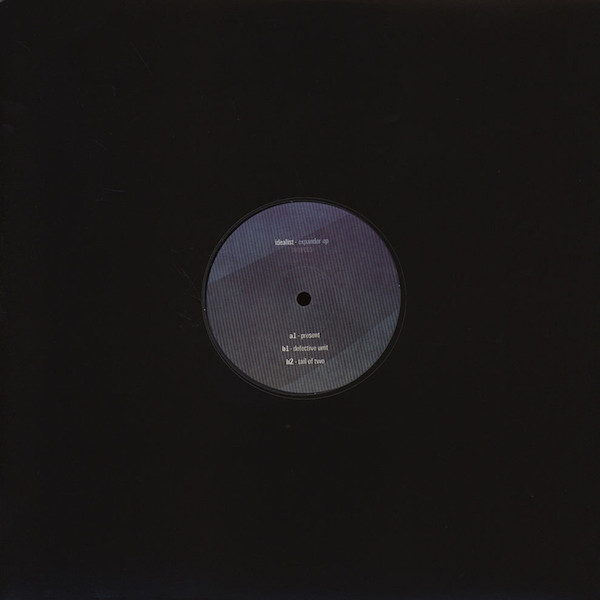 idealist - expander ep
a1 - present
b1 - defective unit
b2 - tail of two